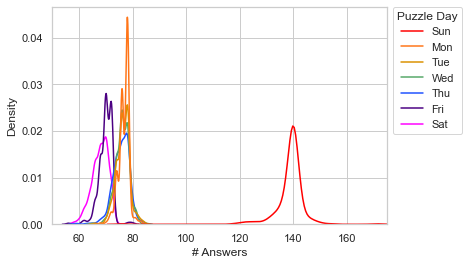 Puzzle Day
Sun
Mon
Tue
Wed
Thu
Fri
Sat
0.04
0.03
0.02
0.01
0.00
Density
60 80 100 120 140 160
# Answers